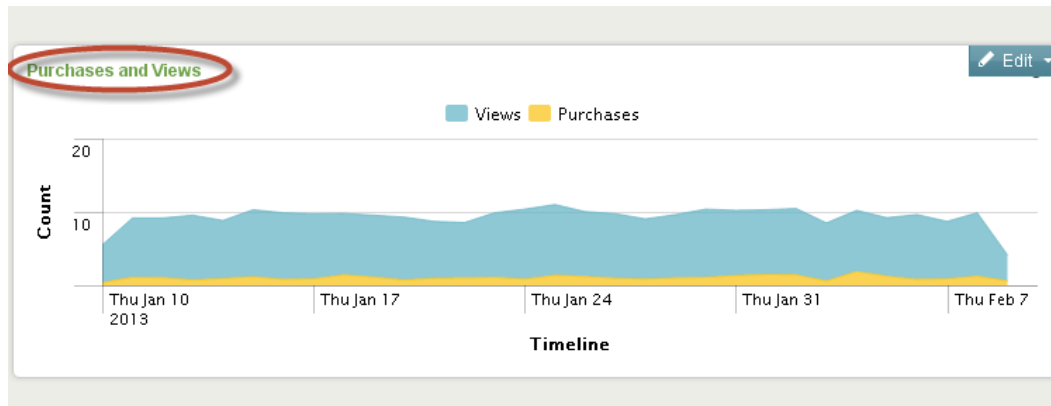 Purchases and Views
Edit
Views Purchases
20
10
Count
Thu Jan 10 Thu Jan 17 Thu Jan 24 Thu Jan 31 Thu Feb 7
2013
Timeline